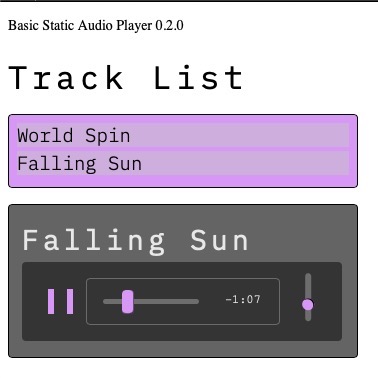 Basic Static Audio Player 0.2.0
Track List
World Spin
Falling Sun
Falling Sun
-1:07